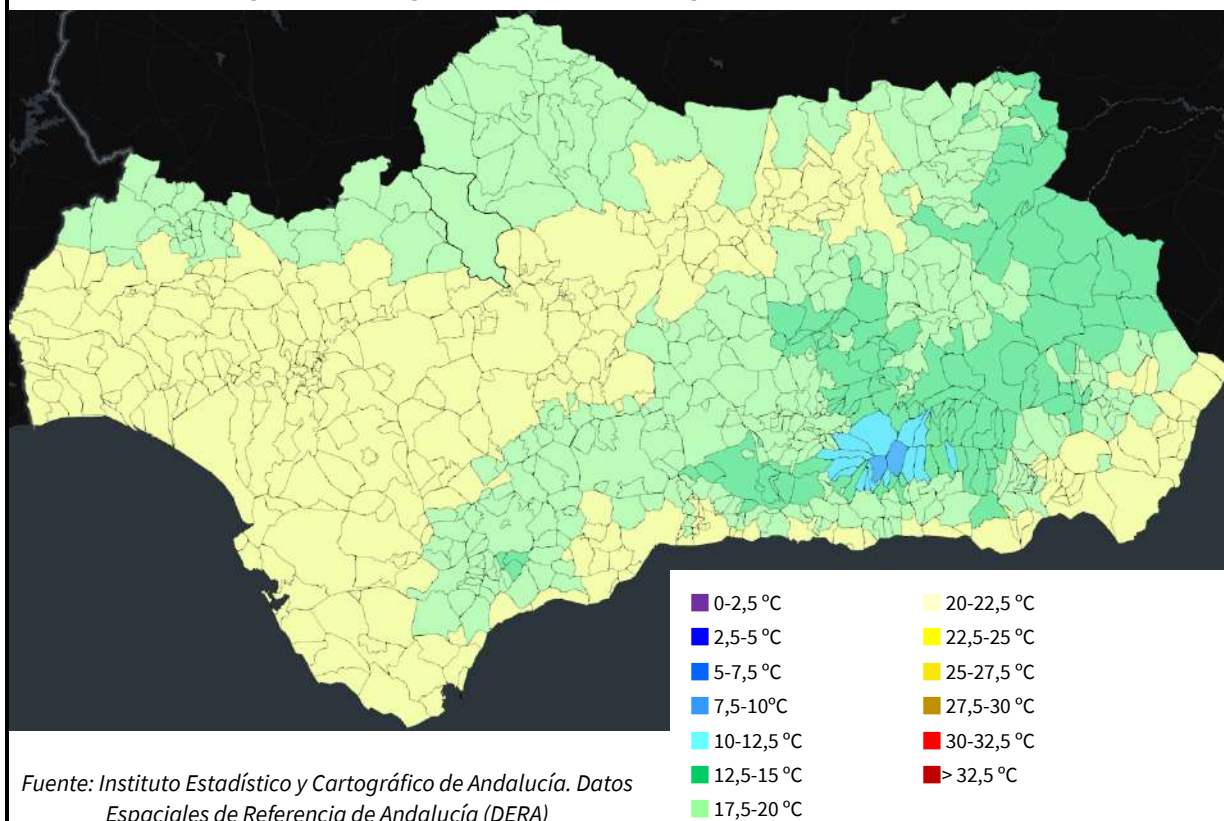 0-2,5 ºC
2,5-5 ºC
5-7,5 ºC
7,5-10ºC
10-12,5 ºC
12,5-15 ºC
17,5-20 ºC
20-22,5 ºC
22,5-25 ºC
25-27,5 ºC
27,5-30 ºC
30-32,5 ºC
> 32,5 ºC
Fuente: Instituto Estadístico y Cartográfico de Andalucía. Datos
Espaciales de Referencia de Andalucía (DERA)